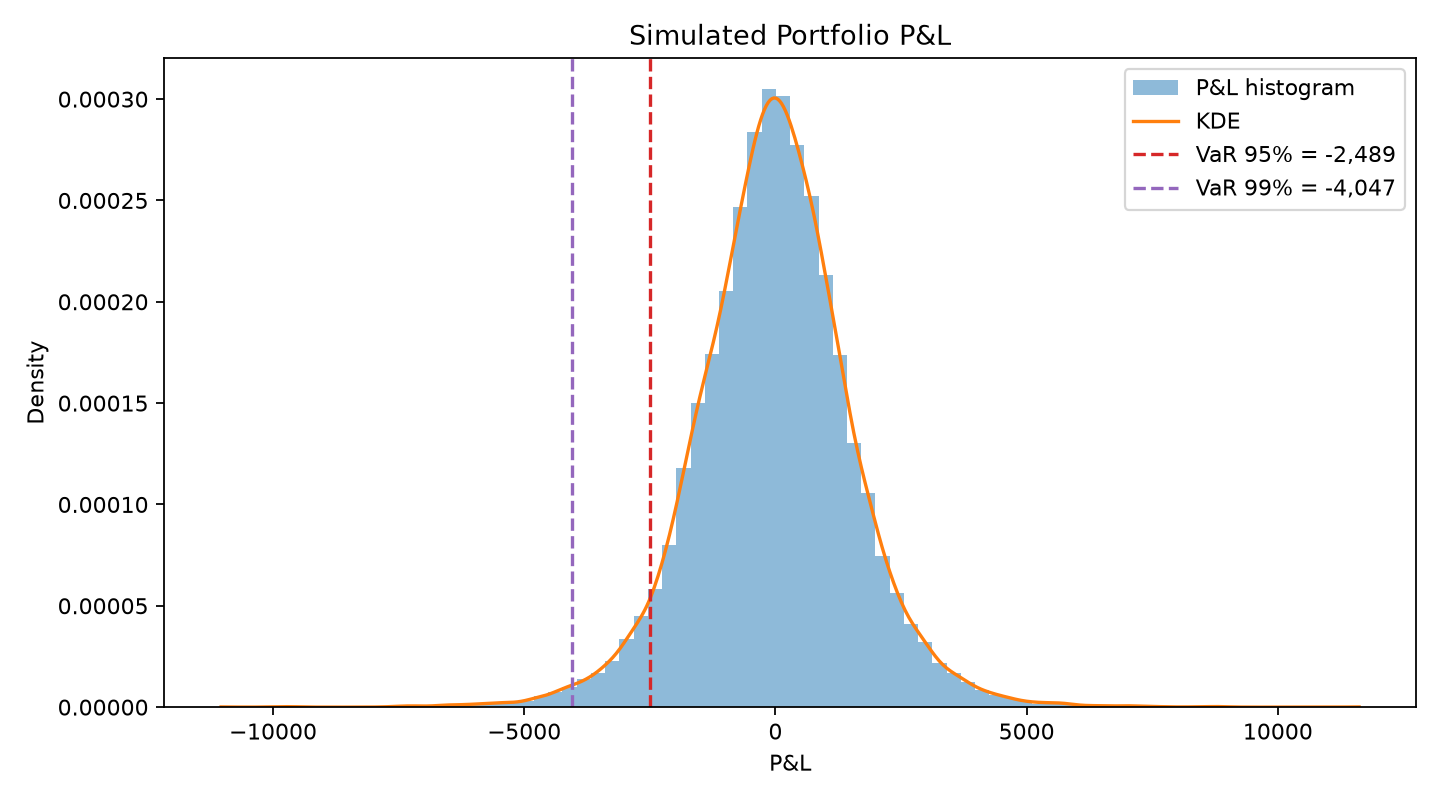 Simulated Portfolio P&L
P&L histogram
KDE
VaR 95% = -2,489
VaR 99% = -4,047
Density
0.00030
0.00025
0.00020
0.00015
0.00010
0.00005
0.00000
−10000
−5000
0
5000
10000
P&L